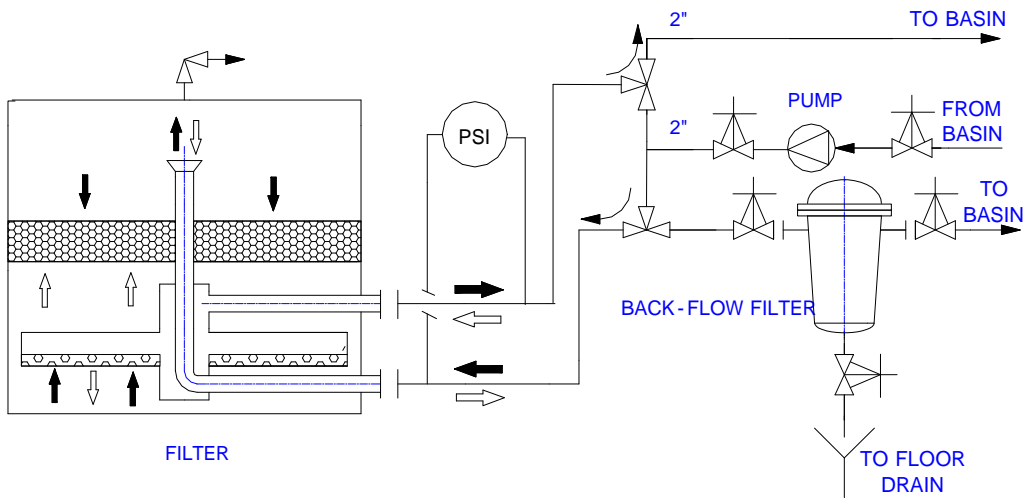 2"
TO BASIN
PUMP
FROM
BASIN
2"
PSI
TO
BASIN
BACK-FLOW FILTER
FILTER
TO FLOOR
DRAIN